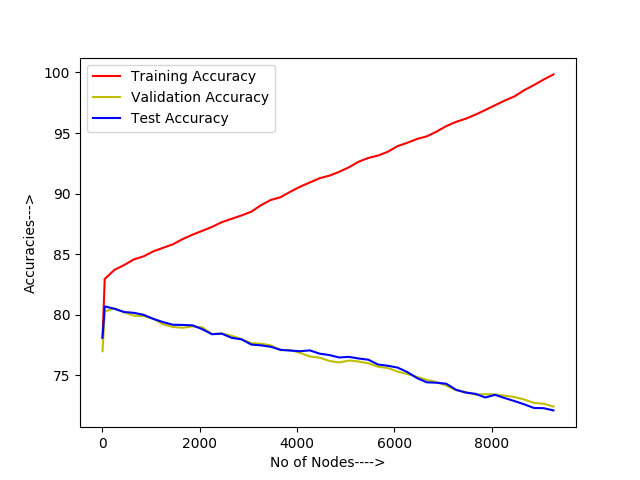 Training Accuracy
Validation Accuracy
Test Accuracy
100
95
90
85
80
75
Accuracies--->
0 2000 4000 6000 8000
No of Nodes---->